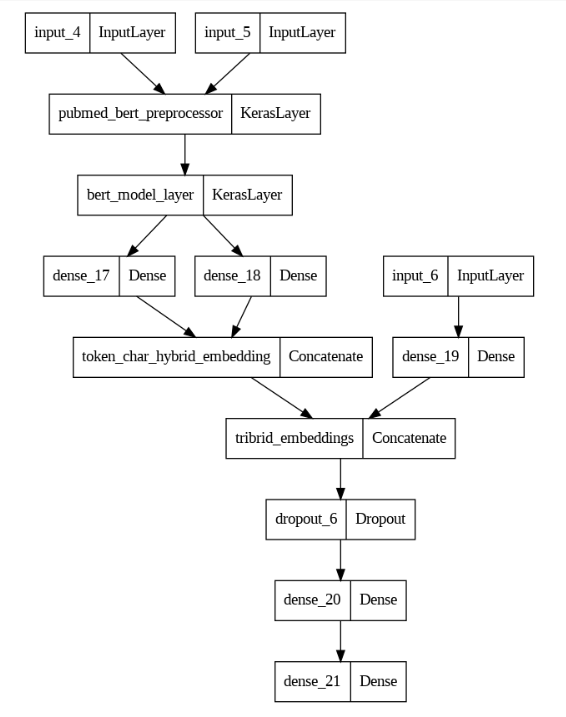 input_4 InputLayer input_5 InputLayer
pubmed_bert_preprocessor KerasLayer
bert_model_layer KerasLayer
dense_17 Dense dense_18 Dense input_6 InputLayer
token_char_hybrid_embedding Concatenate dense_19 Dense
tribrid_embeddings Concatenate
dropout_6 Dropout
dense_20 Dense
dense_21 Dense